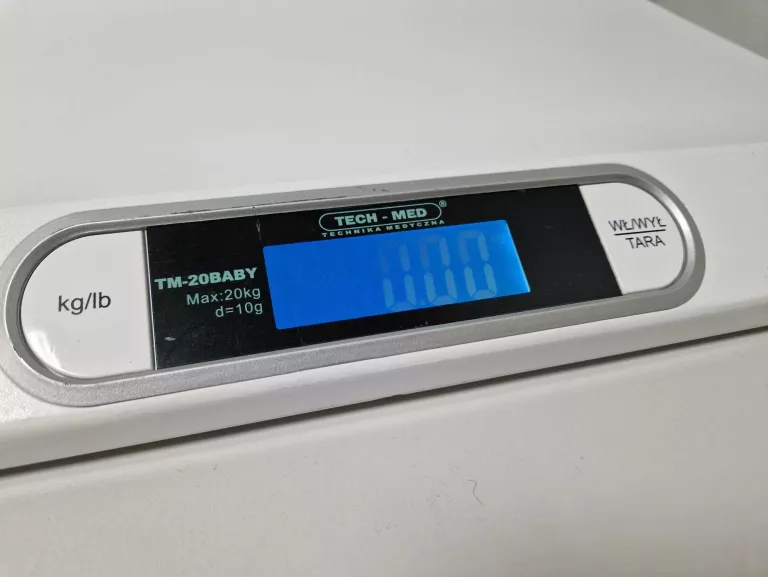 TECH - MED®
TECHNIKA MEDYCZNA
TM-20BABY
Max:20kg
d=10g
0.00
kg/lb
WŁ/WYŁ
TARA